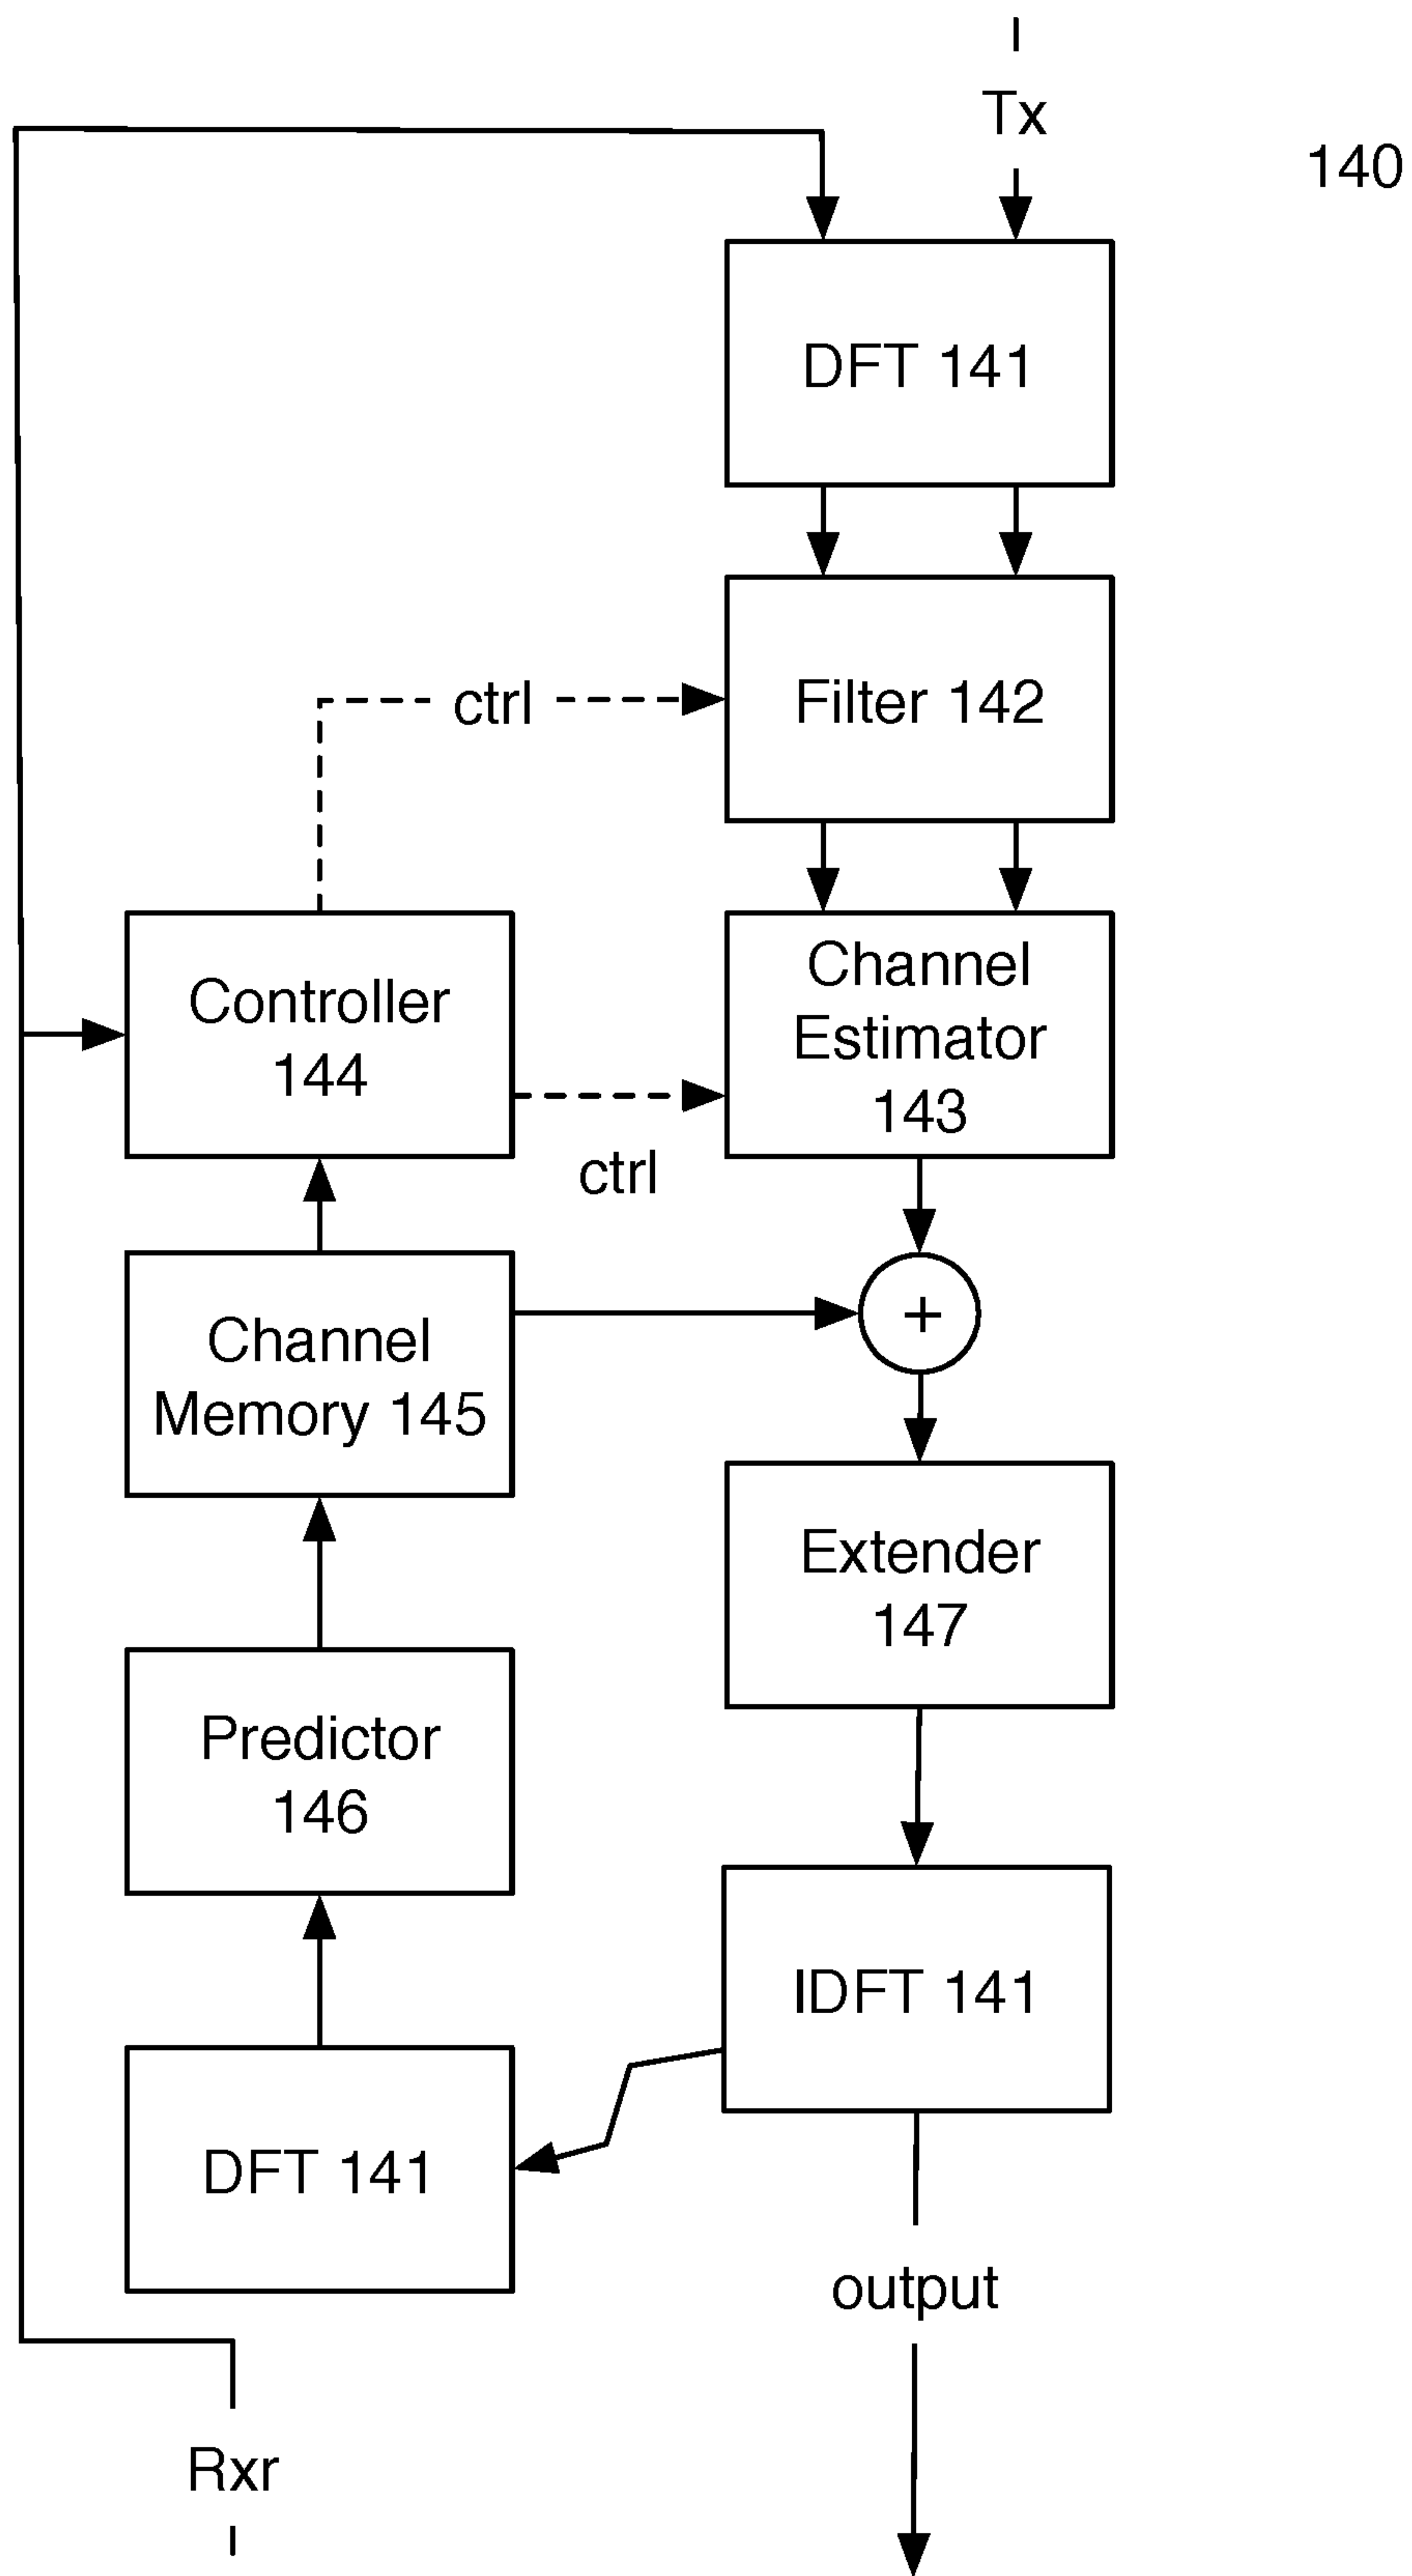 Tx
140
DFT 141
Filter 142
ctrl
Controller
144
Channel
Estimator
143
ctrl
+
Channel
Memory 145
Extender
147
Predictor
146
IDFT 141
DFT 141
output
Rxr